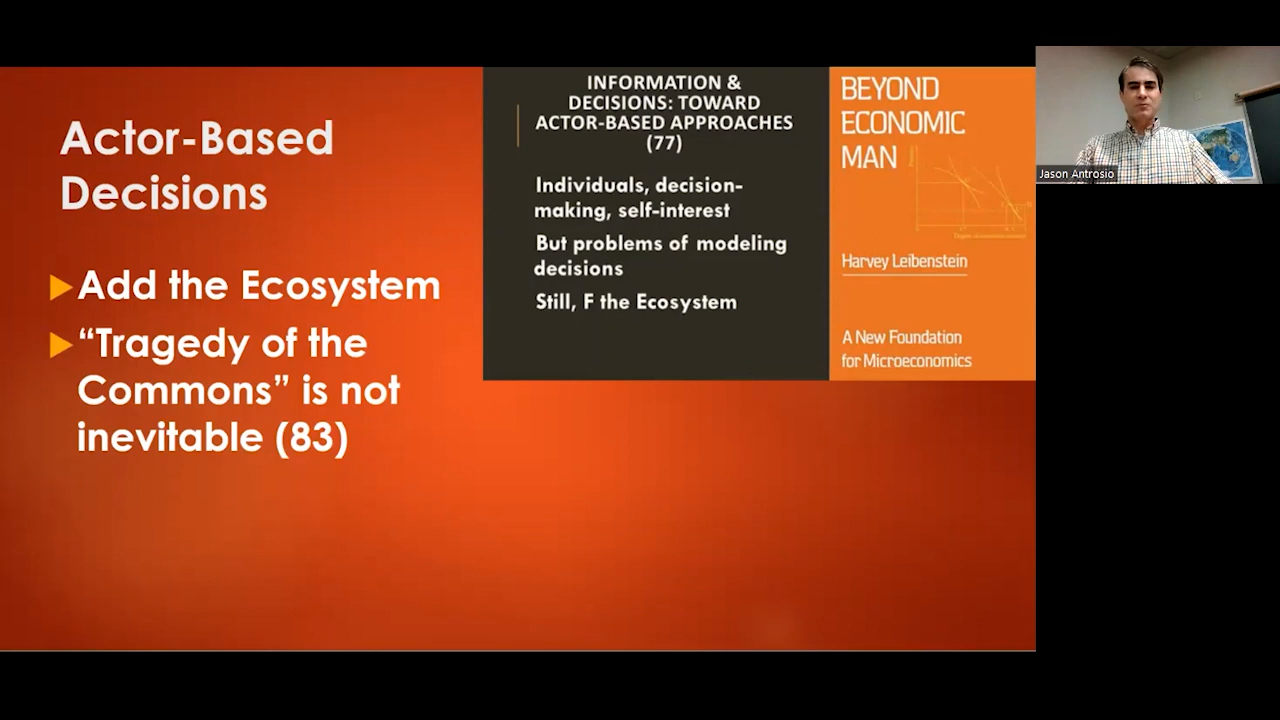 Actor-Based
Decisions
Add the Ecosystem
“Tragedy of the
Commons” is not
inevitable (83)
INFORMATION &
DECISIONS: TOWARD
ACTOR-BASED APPROACHES
(77)
Individuals, decision-
making, self-interest
But problems of modeling
decisions
Still, F the Ecosystem
BEYOND
ECONOMIC
MAN
Harvey Leibenstein
A New Foundation
for Microeconomics
Jason Antrosio